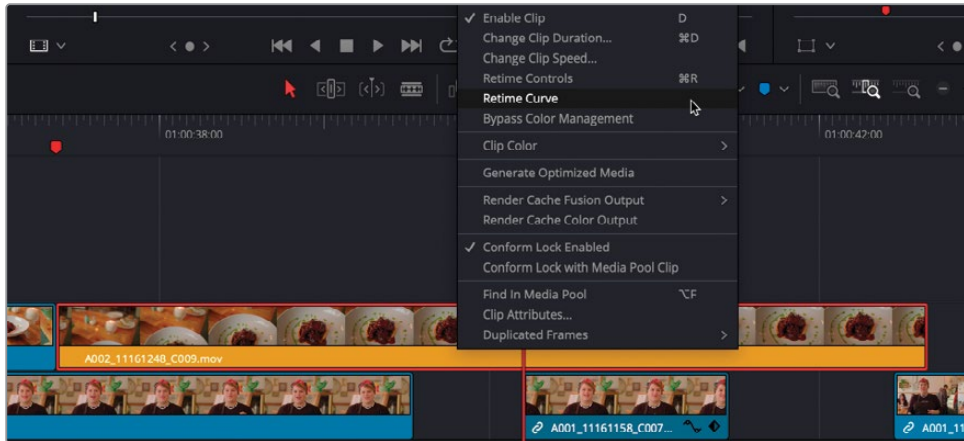 Enable Clip D
Change Clip Duration... ⌘D
Change Clip Speed...
Retime Controls ⌘R
Retime Curve
Bypass Color Management
01:00:38:00
01:00:42:00
Clip Color >
Generate Optimized Media
Render Cache Fusion Output >
Render Cache Color Output
Conform Lock Enabled
Conform Lock with Media Pool Clip
Find In Media Pool ⌥F
Clip Attributes...
Duplicated Frames >
A002_11161248_C009.mov
A001_11161158_C007...
A001_11